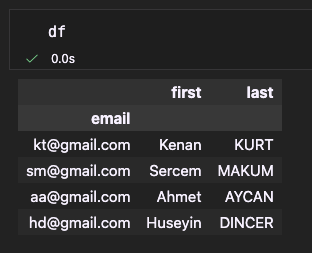 df
0.0s
first last
email
kt@gmail.com Kenan KURT
sm@gmail.com Sercem MAKUM
aa@gmail.com Ahmet AYCAN
hd@gmail.com Huseyin DINCER